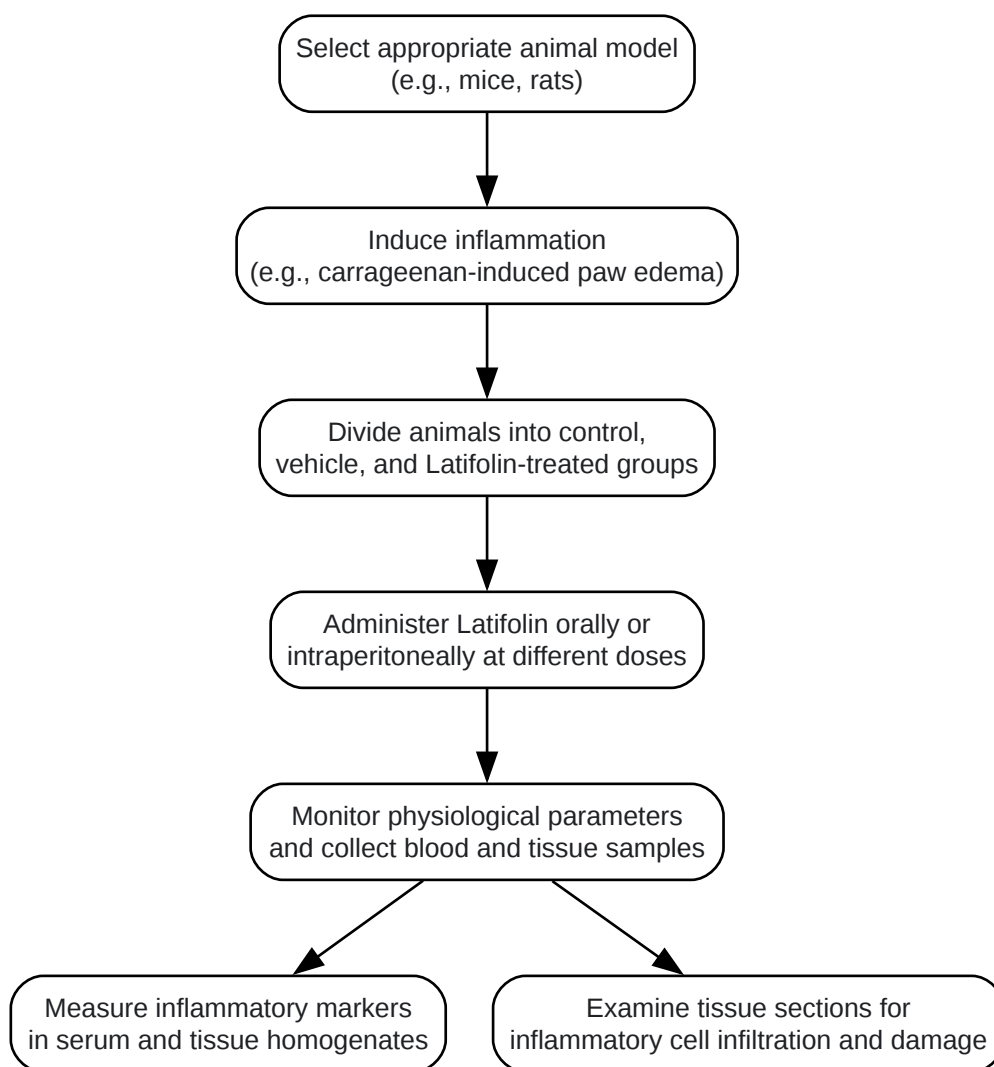 Select appropriate animal model
(e.g., mice, rats)
Induce inflammation
(e.g., carrageenan-induced paw edema)
Divide animals into control,
vehicle, and Latifolin-treated groups
Administer Latifolin orally or
intraperitoneally at different doses
Monitor physiological parameters
and collect blood and tissue samples
Measure inflammatory markers
in serum and tissue homogenates
Examine tissue sections for
inflammatory cell infiltration and damage